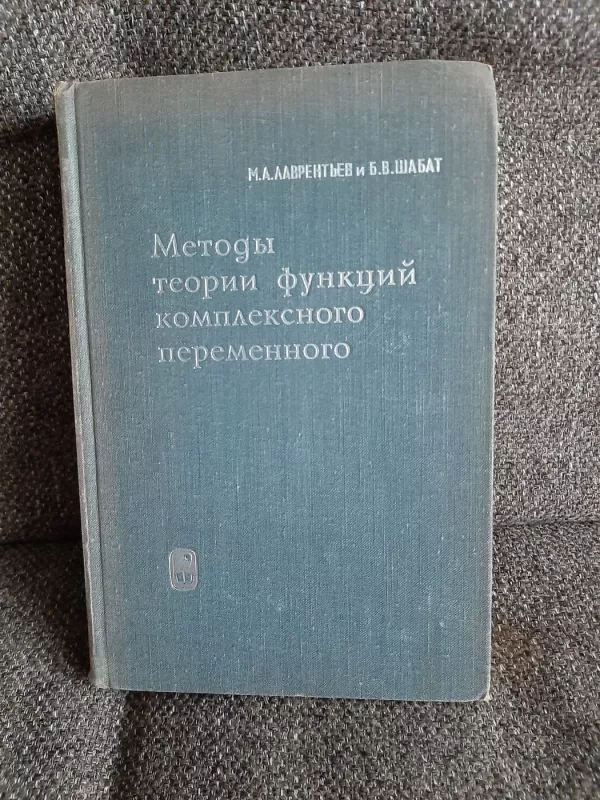 М.А.ЛАВРЕНТЬЕВ и Б.В.ШАБАТ
Методы
теории функций
комплексного
переменного